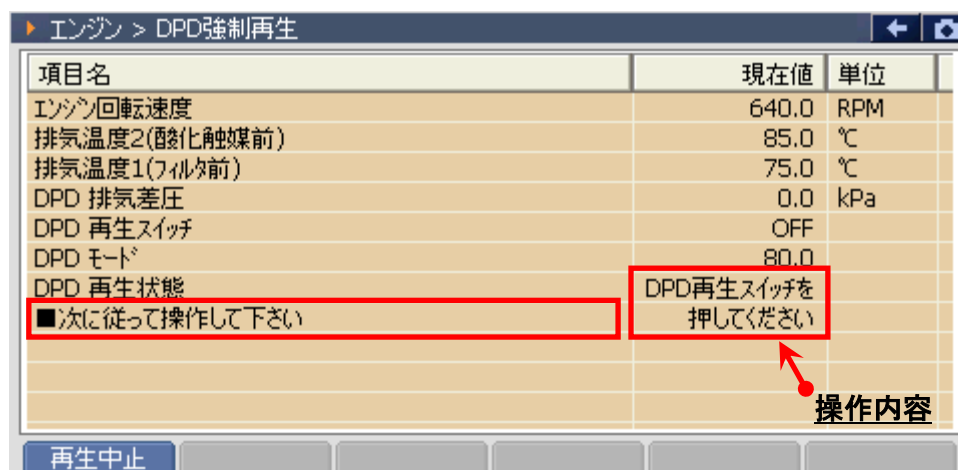 エンジン > DPD強制再生
項目名 現在値 単位
ｴﾝｼﾞﾝ回転速度 640.0 RPM
排気温度2(酸化触媒前) 85.0 ℃
排気温度1(ﾌｨﾙﾀ前) 75.0 ℃
DPD 排気差圧 0.0 kPa
DPD 再生ｽｲｯﾁ OFF
DPD ﾓｰﾄﾞ 80.0
DPD 再生状態 DPD再生ｽｲｯﾁを
■次に従って操作して下さい 押してください
操作内容
再生中止